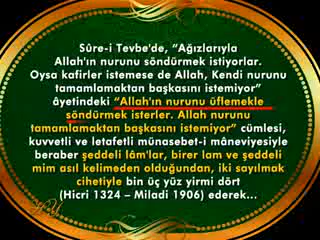 Sûre-i Tevbe'de, “Ağızlarıyla
Allah'ın nurunu söndürmek istiyorlar.
Oysa kafirler istemese de Allah, Kendi nurunu
tamamlamaktan başkasını istemiyor”
âyetindeki “Allah'ın nurunu üflemekle
söndürmek isterler. Allah nurunu
tamamlamaktan başkasını istemiyor” cümlesi,
kuvvetli ve letafetli münasebet-i mâneviyesiyle
beraber şeddeli lâm'lar, birer lam ve şeddeli
mim asıl kelimeden olduğundan, iki sayılmak
cihetiyle bin üç yüz yirmi dört
(Hicri 1324 – Miladi 1906) ederek...